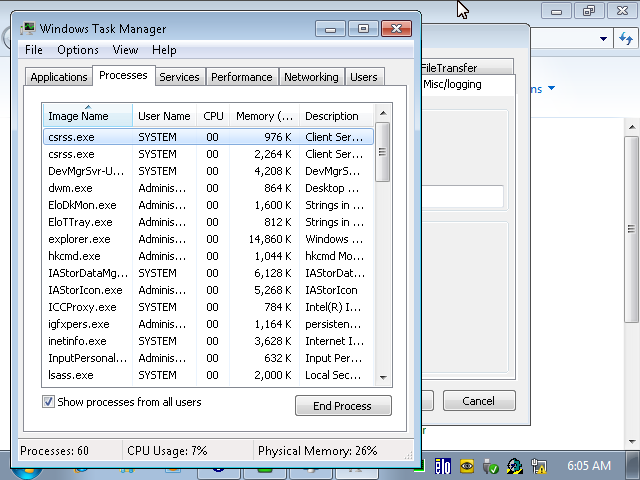 Windows Task Manager
File Options View Help
Applications Processes Services Performance Networking Users
Image Name User Name CPU Memory (... Description
csrss.exe SYSTEM 00 976 K Client Ser...
csrss.exe SYSTEM 00 2,264 K Client Ser...
DevMgrSvr-U... SYSTEM 00 4,208 K DevMgrS...
dwm.exe Adminis... 00 864 K Desktop ...
EloDkMon.exe Adminis... 00 1,600 K Strings in ...
EloTTray.exe Adminis... 00 812 K Strings in ...
explorer.exe Adminis... 00 14,860 K Windows ...
hkcmd.exe Adminis... 00 1,044 K hkcmd Mo...
IAStorDataMg... SYSTEM 00 6,128 K IAStorDat...
IAStorIcon.exe Adminis... 00 5,268 K IAStorIcon
ICCProxy.exe SYSTEM 00 784 K Intel(R) I...
igfxpers.exe Adminis... 00 1,164 K persisten...
inetinfo.exe SYSTEM 00 3,628 K Internet I...
InputPersonal... Adminis... 00 632 K Input Per...
lsass.exe SYSTEM 00 2,000 K Local Sec...
Show processes from all users
End Process
Processes: 60 CPU Usage: 7% Physical Memory: 26%
FileTransfer
Misc/logging
ns
Cancel
r
elo
6:05 AM